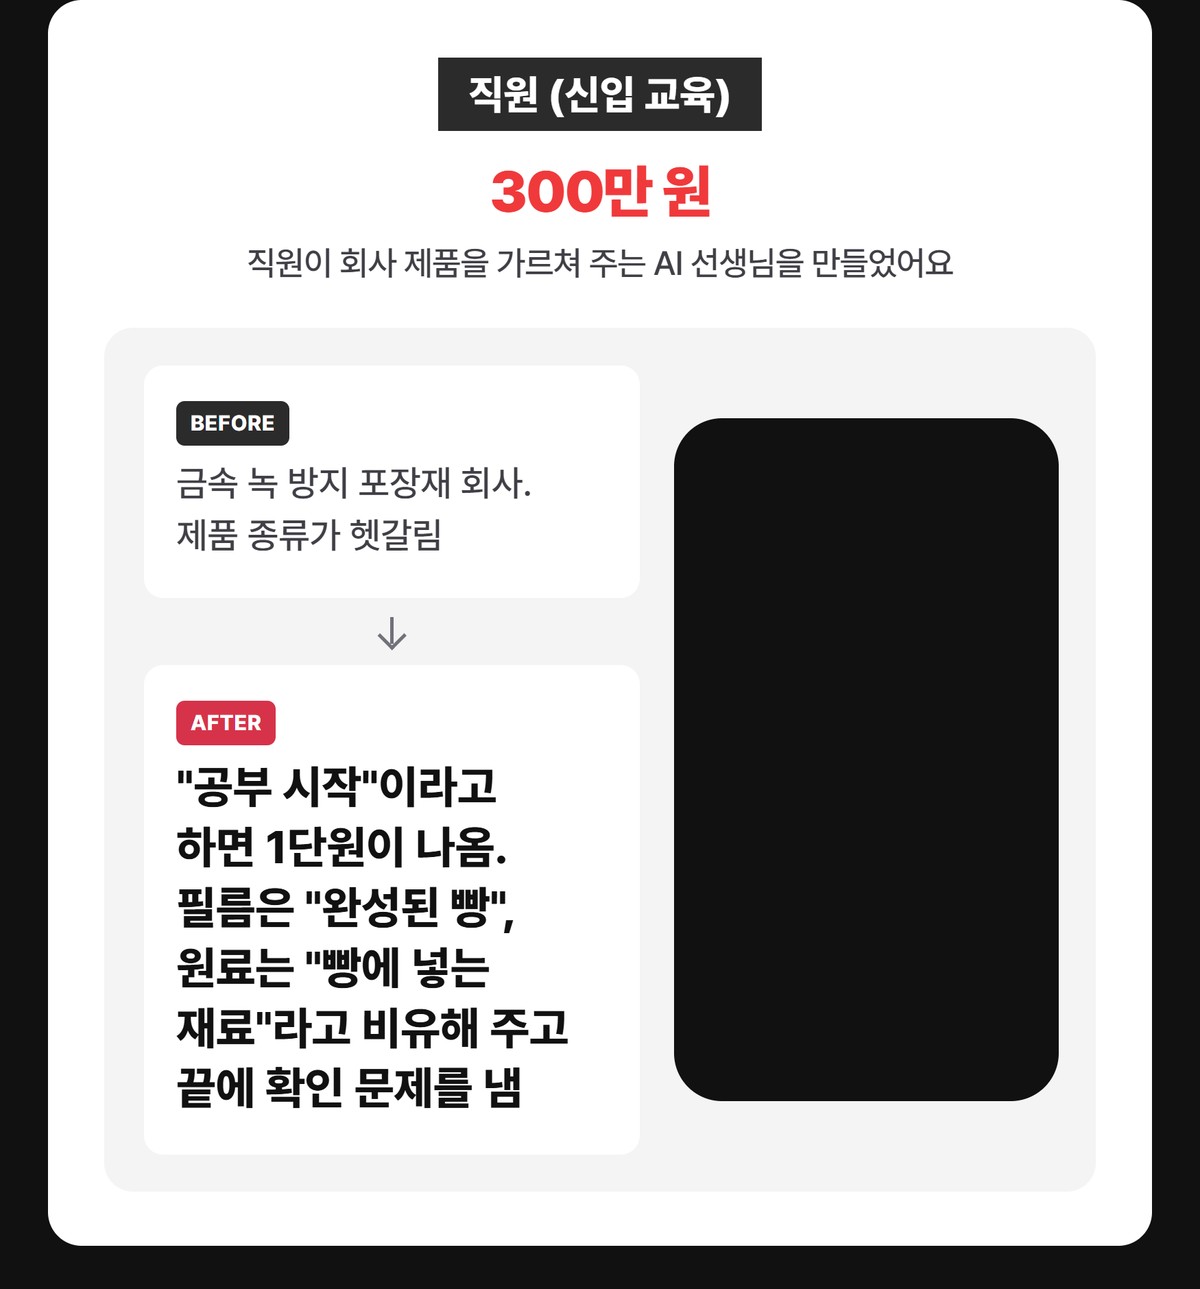 직원 (신입 교육)
300만 원
직원이 회사 제품을 가르쳐 주는 AI 선생님을 만들었어요
BEFORE
금속 녹 방지 포장재 회사.
제품 종류가 헷갈림
AFTER
"공부 시작"이라고
하면 1단원이 나옴.
필름은 "완성된 빵",
원료는 "빵에 넣는
재료"라고 비유해 주고
끝에 확인 문제를 냄